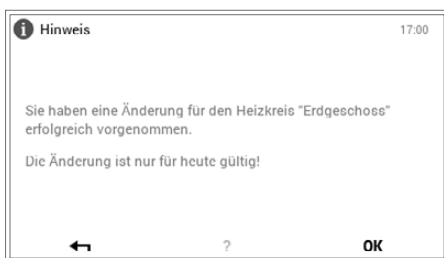 Hinweis 17:00
Sie haben eine Änderung für den Heizkreis "Erdgeschoss"
erfolgreich vorgenommen.
Die Änderung ist nur für heute gültig!
? OK